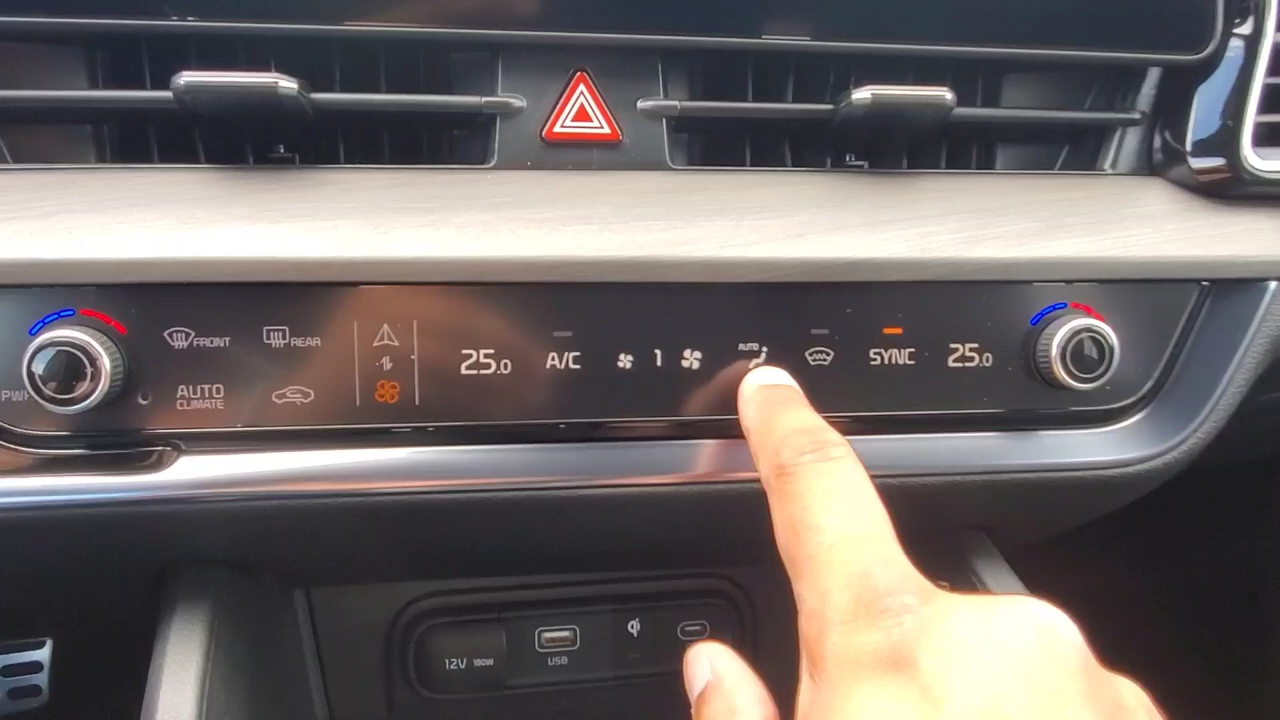 FRONT
REAR
AUTO
CLIMATE
25.0
A/C
1
AUTO
SYNC
25.0
12V 180W
USB